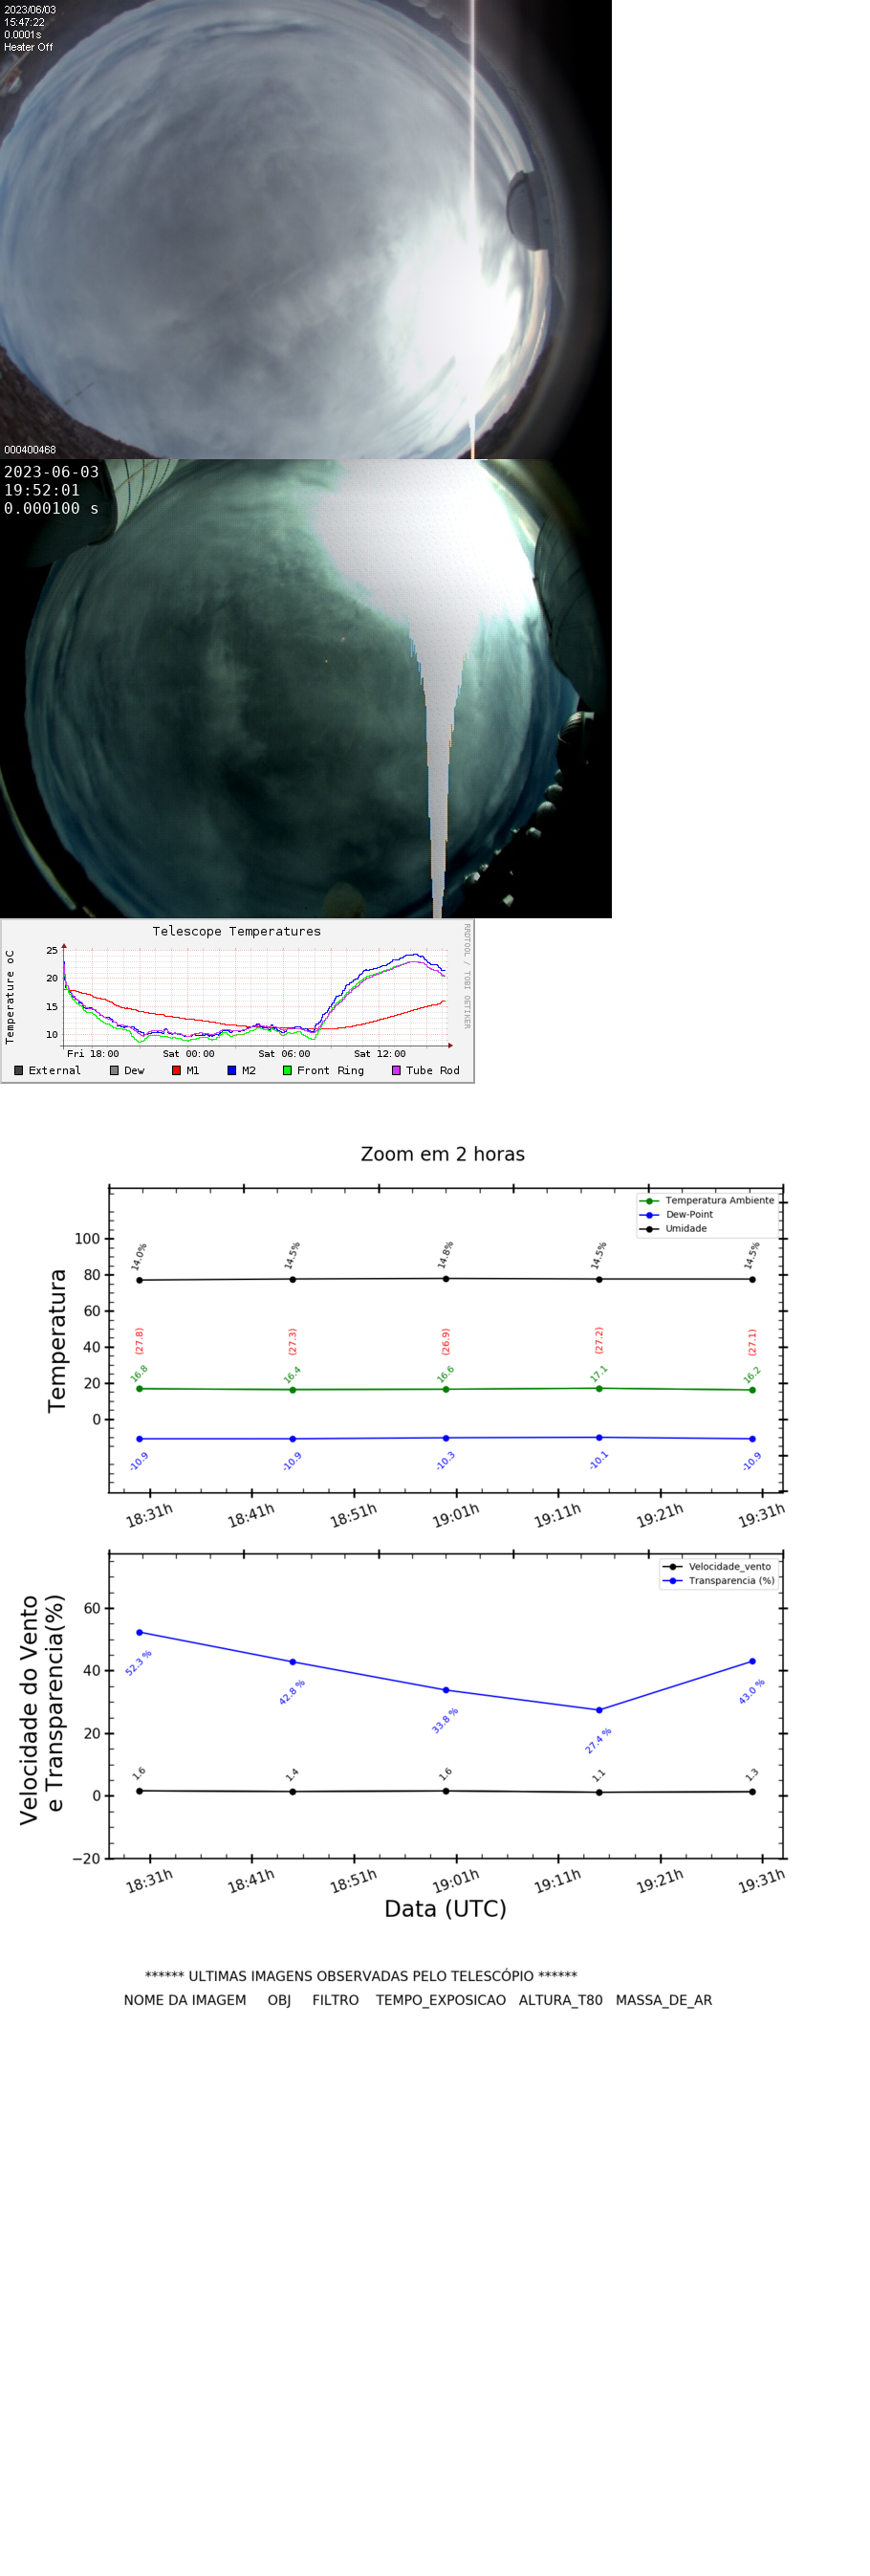 2023/06/03
15:47:22
0.0001s
Heater Off
000400468
2023-06-03
19:52:01
0.000100 s
Telescope Temperatures
RRDTOOL / TOBI OETIKER
Temperature oC
25
20
15
10
Fri 18:00 Sat 00:00 Sat 06:00 Sat 12:00
External Dew M1 M2 Front Ring Tube Rod
Zoom em 2 horas
Temperatura Ambiente
Dew-Point
Umidade
Temperatura
100
80
60
40
20
0
14.0% 14.5% 14.8% 14.5% 14.5%
(27.8) (27.3) (26.9) (27.2) (27.1)
16.8 16.4 16.6 17.1 16.2
-10.9 -10.9 -10.3 -10.1 -10.9
18:31h 18:41h 18:51h 19:01h 19:11h 19:21h 19:31h
Velocidade_vento
Transparencia (%)
Velocidade do Vento
e Transparencia(%)
60
40
20
0
−20
52.3 % 42.8 % 33.8 % 27.4 % 43.0 %
1.6 1.4 1.6 1.1 1.3
18:31h 18:41h 18:51h 19:01h 19:11h 19:21h 19:31h
Data (UTC)
****** ULTIMAS IMAGENS OBSERVADAS PELO TELESCÓPIO ******
NOME DA IMAGEM OBJ FILTRO TEMPO_EXPOSICAO ALTURA_T80 MASSA_DE_AR